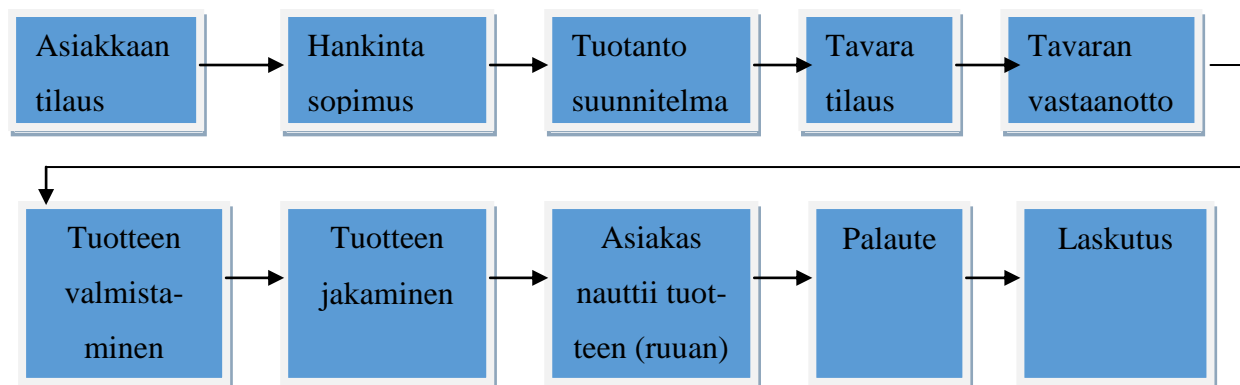 Asiakkaan
tilaus
Hankinta
sopimus
Tuotanto
suunnitelma
Tavara
tilaus
Tavaran
vastaanotto
Tuotteen
valmista-
minen
Tuotteen
jakaminen
Asiakas
nauttii tuot-
teen (ruuan)
Palaute
Laskutus